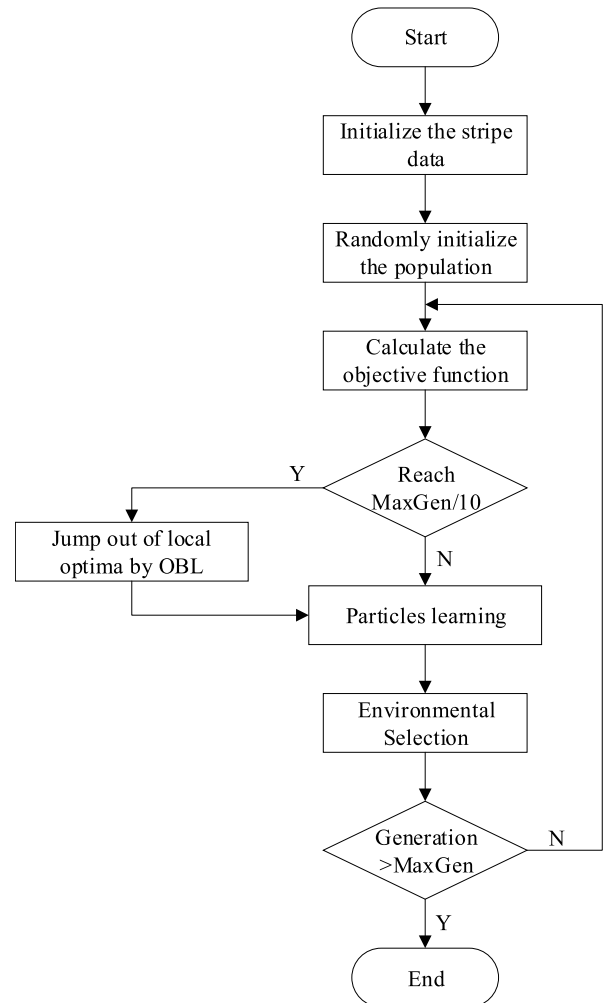 Start
Initialize the stripe
data
Randomly initialize
the population
Calculate the
objective function
Reach
MaxGen/10
Y
N
Jump out of local
optima by OBL
Particles learning
Environmental
Selection
Generation
>MaxGen
N
Y
End